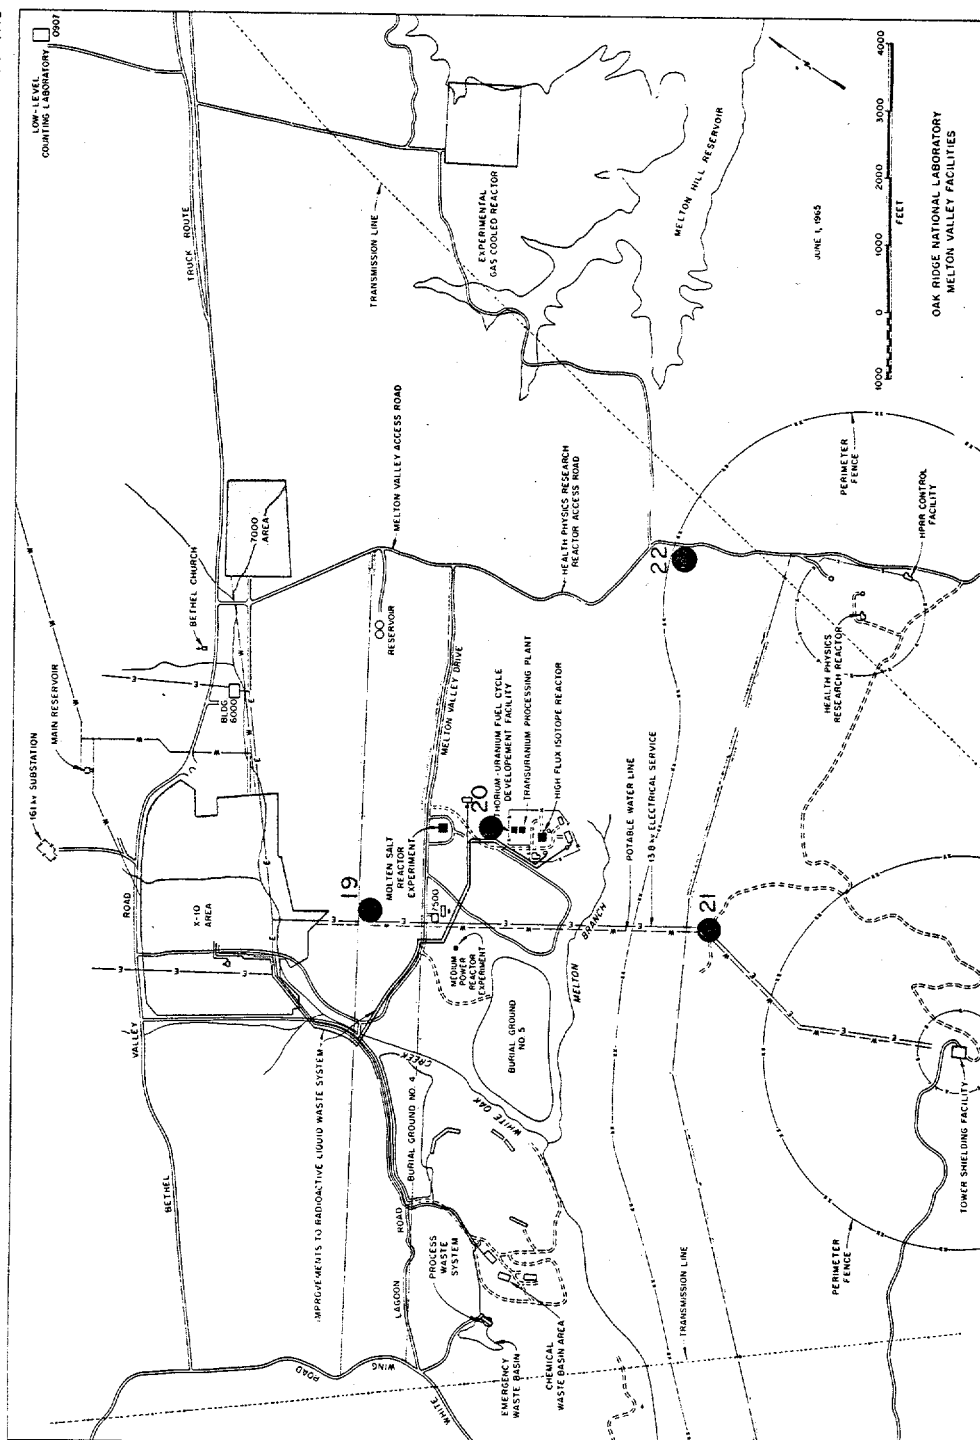 LOW-LEVEL
COUNTING LABORATORY
0907
TRUCK ROUTE
TRANSMISSION LINE
EXPERIMENTAL
GAS COOLED REACTOR
MELTON HILL RESERVOIR
N
JUNE 1, 1965
1000
0
1000
2000
3000
4000
FEET
OAK RIDGE NATIONAL LABORATORY
MELTON VALLEY FACILITIES
161 kv SUBSTATION
MAIN RESERVOIR
BETHEL CHURCH
7000
AREA
BLDG
6000
MELTON VALLEY ACCESS ROAD
RESERVOIR
MELTON VALLEY DRIVE
HEALTH PHYSICS RESEARCH
REACTOR ACCESS ROAD
22
PERIMETER
FENCE
HPRR CONTROL
FACILITY
HEALTH PHYSICS
RESEARCH REACTOR
X-10
AREA
19
MOLTEN SALT
REACTOR
EXPERIMENT
20
THORIUM-URANIUM FUEL CYCLE
DEVELOPMENT FACILITY
TRANSURANIUM PROCESSING PLANT
HIGH FLUX ISOTOPE REACTOR
7500
MEDIUM
POWER
REACTOR
EXPERIMENT
POTABLE WATER LINE
13.8 kv ELECTRICAL SERVICE
21
BETHEL
VALLEY
ROAD
IMPROVEMENTS TO RADIOACTIVE LIQUID WASTE SYSTEM
BURIAL GROUND NO. 4
WHITE OAK
CREEK
BURIAL GROUND
NO. 5
MELTON
BRANCH
LAGOON
ROAD
PROCESS
WASTE
SYSTEM
WHITE
WING
ROAD
EMERGENCY
WASTE BASIN
CHEMICAL
WASTE BASIN AREA
TRANSMISSION LINE
PERIMETER
FENCE
TOWER SHIELDING FACILITY